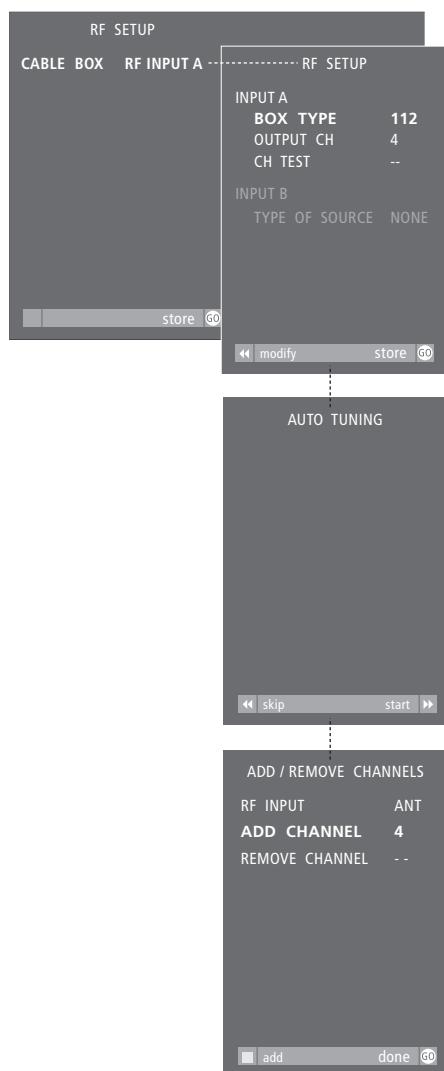 RF SETUP
CABLE BOX RF INPUT A
store GO
RF SETUP
INPUT A
BOX TYPE 112
OUTPUT CH 4
CH TEST --
INPUT B
TYPE OF SOURCE NONE
modify store GO
AUTO TUNING
skip start
ADD / REMOVE CHANNELS
RF INPUT ANT
ADD CHANNEL 4
REMOVE CHANNEL - -
add done GO